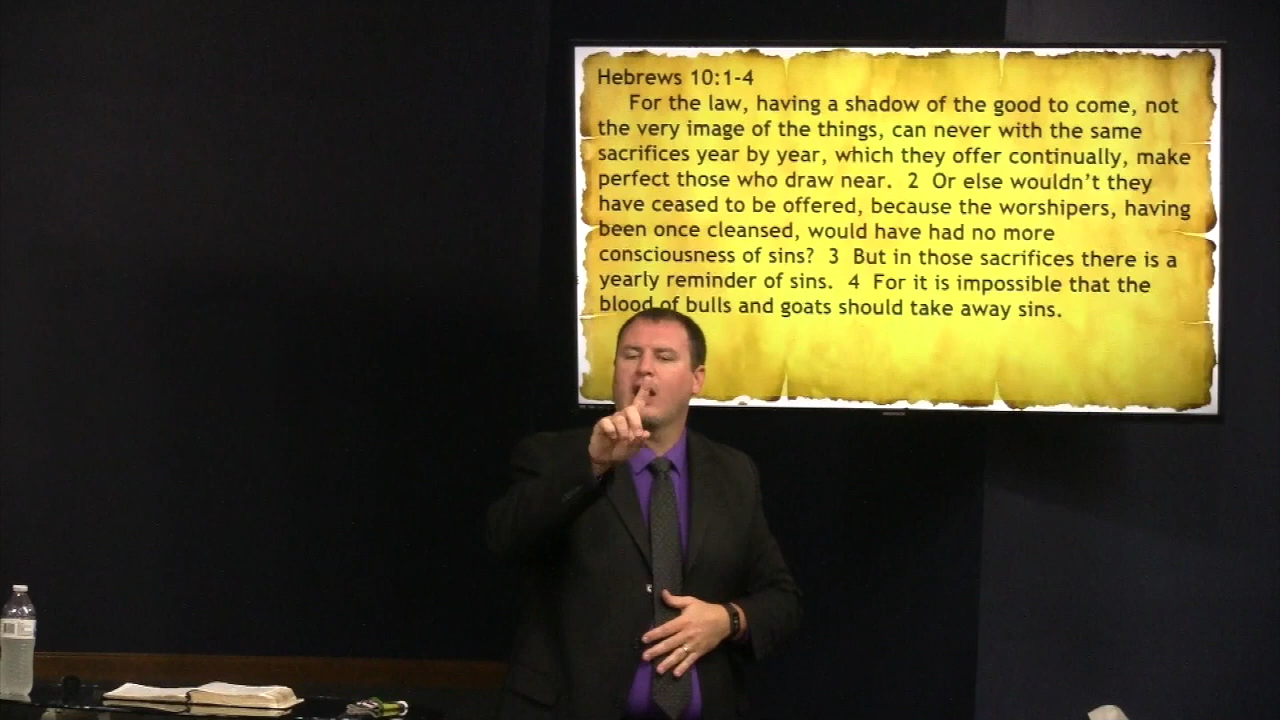 Hebrews 10:1-4
For the law, having a shadow of the good to come, not
the very image of the things, can never with the same
sacrifices year by year, which they offer continually, make
perfect those who draw near. 2 Or else wouldn't they
have ceased to be offered, because the worshipers, having
been once cleansed, would have had no more
consciousness of sins? 3 But in those sacrifices there is a
yearly reminder of sins. 4 For it is impossible that the
blood of bulls and goats should take away sins.